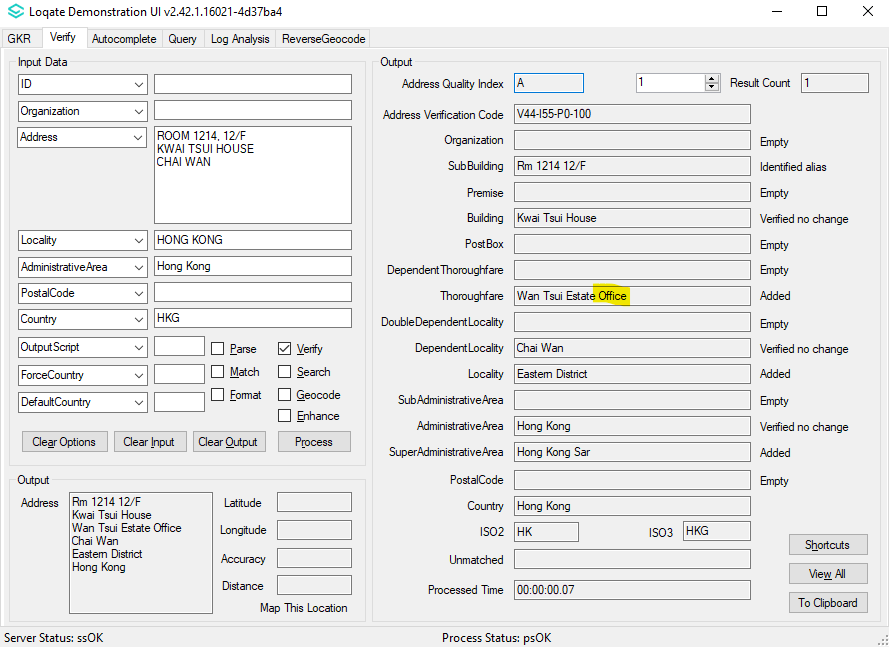 Loqate Demonstration UI v2.42.1.16021-4d37ba4
GKR Verify Autocomplete Query Log Analysis ReverseGeocode
Input Data
ID
Organization
Address
ROOM 1214, 12/F
KWAI TSUI HOUSE
CHAI WAN
Locality HONG KONG
AdministrativeArea Hong Kong
PostalCode
Country HKG
OutputScript Parse Verify
ForceCountry Match Search
DefaultCountry Format Geocode
Enhance
Clear Options Clear Input Clear Output Process
Output
Address
Rm 1214 12/F
Kwai Tsui House
Wan Tsui Estate Office
Chai Wan
Eastern District
Hong Kong
Latitude
Longitude
Accuracy
Distance
Map This Location
Output
Address Quality Index A 1 Result Count 1
Address Verification Code V44-I55-P0-100
Organization Empty
SubBuilding Rm 1214 12/F Identified alias
Premise Empty
Building Kwai Tsui House Verified no change
PostBox Empty
DependentThoroughfare Empty
Thoroughfare Wan Tsui Estate Office Added
DoubleDependentLocality Empty
DependentLocality Chai Wan Verified no change
Locality Eastern District Added
SubAdministrativeArea Empty
AdministrativeArea Hong Kong Verified no change
SuperAdministrativeArea Hong Kong Sar Added
PostalCode Empty
Country Hong Kong
ISO2 HK ISO3 HKG
Unmatched
Processed Time 00:00:00.07
Shortcuts
View All
To Clipboard
Server Status: ssOK Process Status: psOK